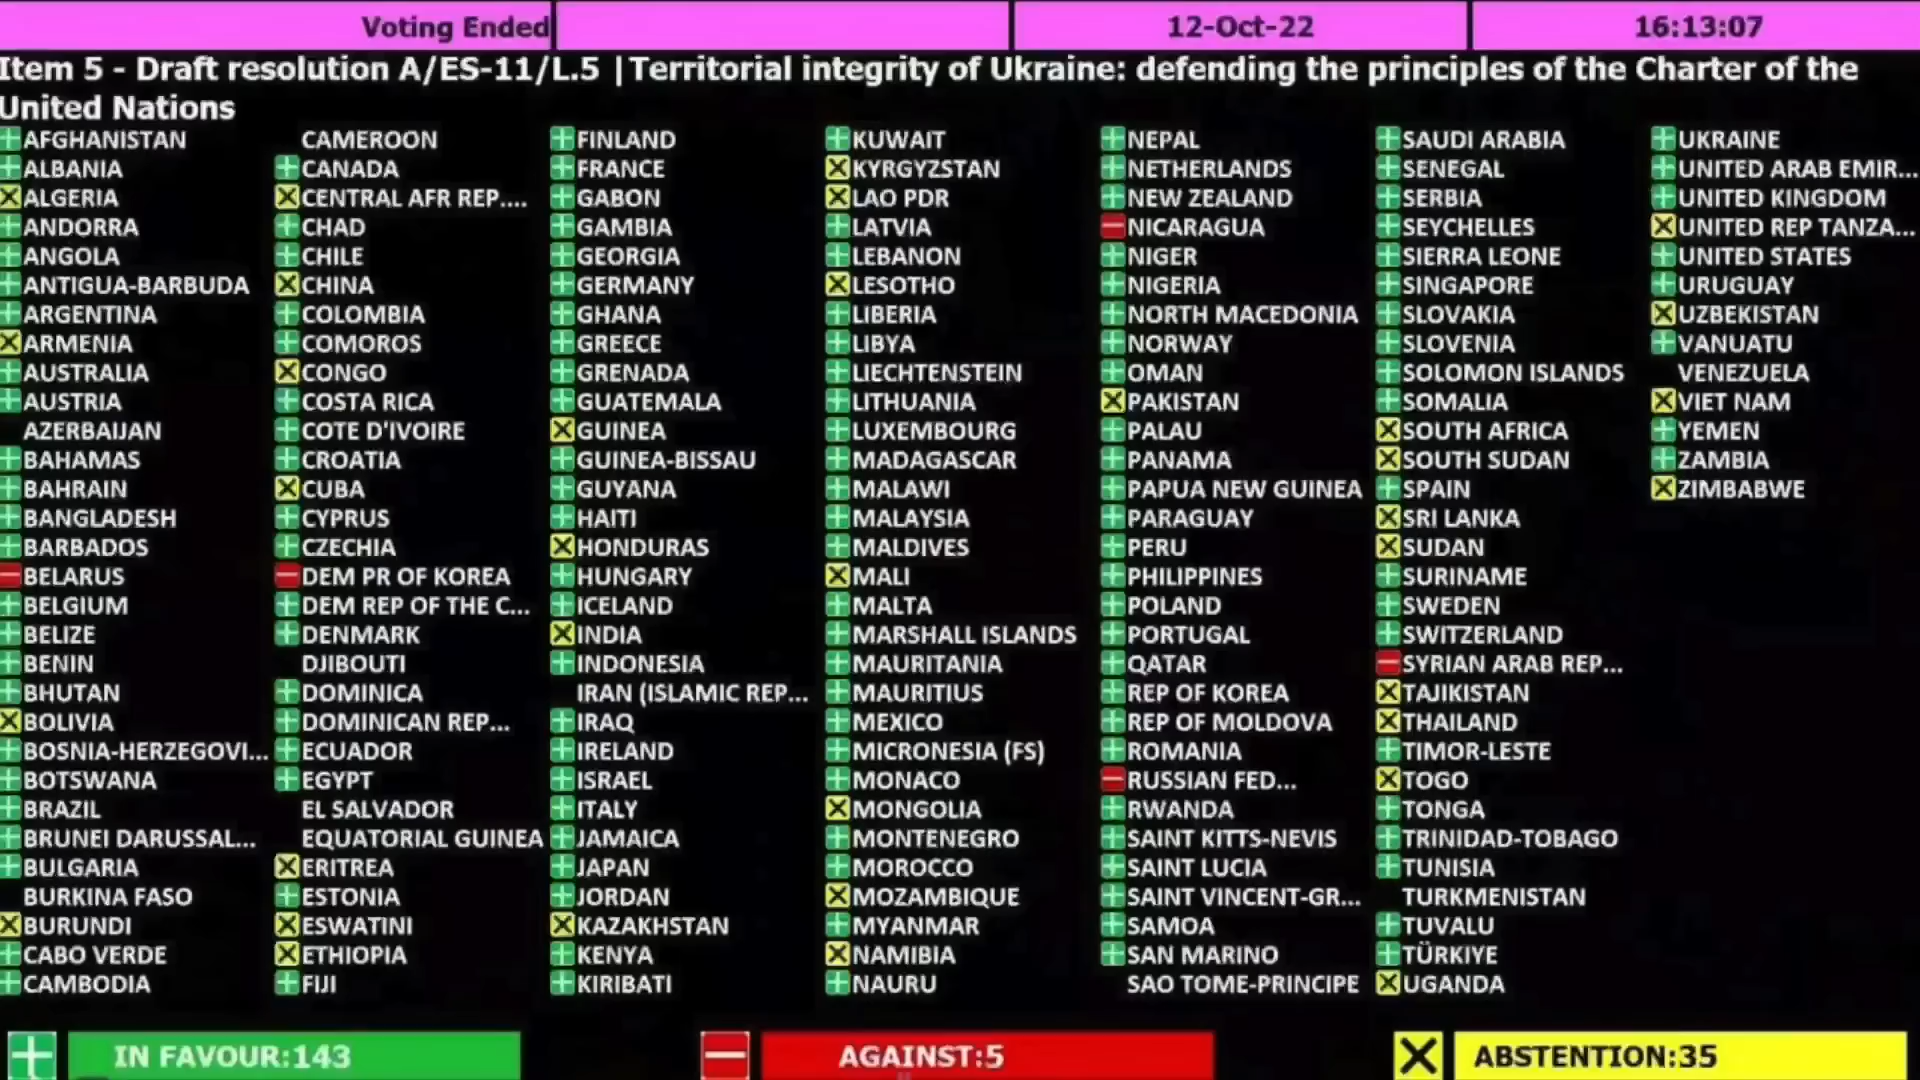 Voting Ended 12-Oct-22 16:13:07
Item 5 - Draft resolution A/ES-11/L.5 | Territorial integrity of Ukraine: defending the principles of the Charter of the
United Nations
AFGHANISTAN
ALBANIA
ALGERIA
ANDORRA
ANGOLA
ANTIGUA-BARBUDA
ARGENTINA
ARMENIA
AUSTRALIA
AUSTRIA
AZERBAIJAN
BAHAMAS
BAHRAIN
BANGLADESH
BARBADOS
BELARUS
BELGIUM
BELIZE
BENIN
BHUTAN
BOLIVIA
BOSNIA-HERZEGOVI...
BOTSWANA
BRAZIL
BRUNEI DARUSSAL...
BULGARIA
BURKINA FASO
BURUNDI
CABO VERDE
CAMBODIA
CAMEROON
CANADA
CENTRAL AFR REP....
CHAD
CHILE
CHINA
COLOMBIA
COMOROS
CONGO
COSTA RICA
COTE D'IVOIRE
CROATIA
CUBA
CYPRUS
CZECHIA
DEM PR OF KOREA
DEM REP OF THE C...
DENMARK
DJIBOUTI
DOMINICA
DOMINICAN REP...
ECUADOR
EGYPT
EL SALVADOR
EQUATORIAL GUINEA
ERITREA
ESTONIA
ESWATINI
ETHIOPIA
FIJI
FINLAND
FRANCE
GABON
GAMBIA
GEORGIA
GERMANY
GHANA
GREECE
GRENADA
GUATEMALA
GUINEA
GUINEA-BISSAU
GUYANA
HAITI
HONDURAS
HUNGARY
ICELAND
INDIA
INDONESIA
IRAN (ISLAMIC REP...
IRAQ
IRELAND
ISRAEL
ITALY
JAMAICA
JAPAN
JORDAN
KAZAKHSTAN
KENYA
KIRIBATI
KUWAIT
KYRGYZSTAN
LAO PDR
LATVIA
LEBANON
LESOTHO
LIBERIA
LIBYA
LIECHTENSTEIN
LITHUANIA
LUXEMBOURG
MADAGASCAR
MALAWI
MALAYSIA
MALDIVES
MALI
MALTA
MARSHALL ISLANDS
MAURITANIA
MAURITIUS
MEXICO
MICRONESIA (FS)
MONACO
MONGOLIA
MONTENEGRO
MOROCCO
MOZAMBIQUE
MYANMAR
NAMIBIA
NAURU
NEPAL
NETHERLANDS
NEW ZEALAND
NICARAGUA
NIGER
NIGERIA
NORTH MACEDONIA
NORWAY
OMAN
PAKISTAN
PALAU
PANAMA
PAPUA NEW GUINEA
PARAGUAY
PERU
PHILIPPINES
POLAND
PORTUGAL
QATAR
REP OF KOREA
REP OF MOLDOVA
ROMANIA
RUSSIAN FED...
RWANDA
SAINT KITTS-NEVIS
SAINT LUCIA
SAINT VINCENT-GR...
SAMOA
SAN MARINO
SAO TOME-PRINCIPE
SAUDI ARABIA
SENEGAL
SERBIA
SEYCHELLES
SIERRA LEONE
SINGAPORE
SLOVAKIA
SLOVENIA
SOLOMON ISLANDS
SOMALIA
SOUTH AFRICA
SOUTH SUDAN
SPAIN
SRI LANKA
SUDAN
SURINAME
SWEDEN
SWITZERLAND
SYRIAN ARAB REP...
TAJIKISTAN
THAILAND
TIMOR-LESTE
TOGO
TONGA
TRINIDAD-TOBAGO
TUNISIA
TURKMENISTAN
TUVALU
TÜRKIYE
UGANDA
UKRAINE
UNITED ARAB EMIR...
UNITED KINGDOM
UNITED REP TANZA...
UNITED STATES
URUGUAY
UZBEKISTAN
VANUATU
VENEZUELA
VIET NAM
YEMEN
ZAMBIA
ZIMBABWE
IN FAVOUR:143 AGAINST:5 ABSTENTION:35